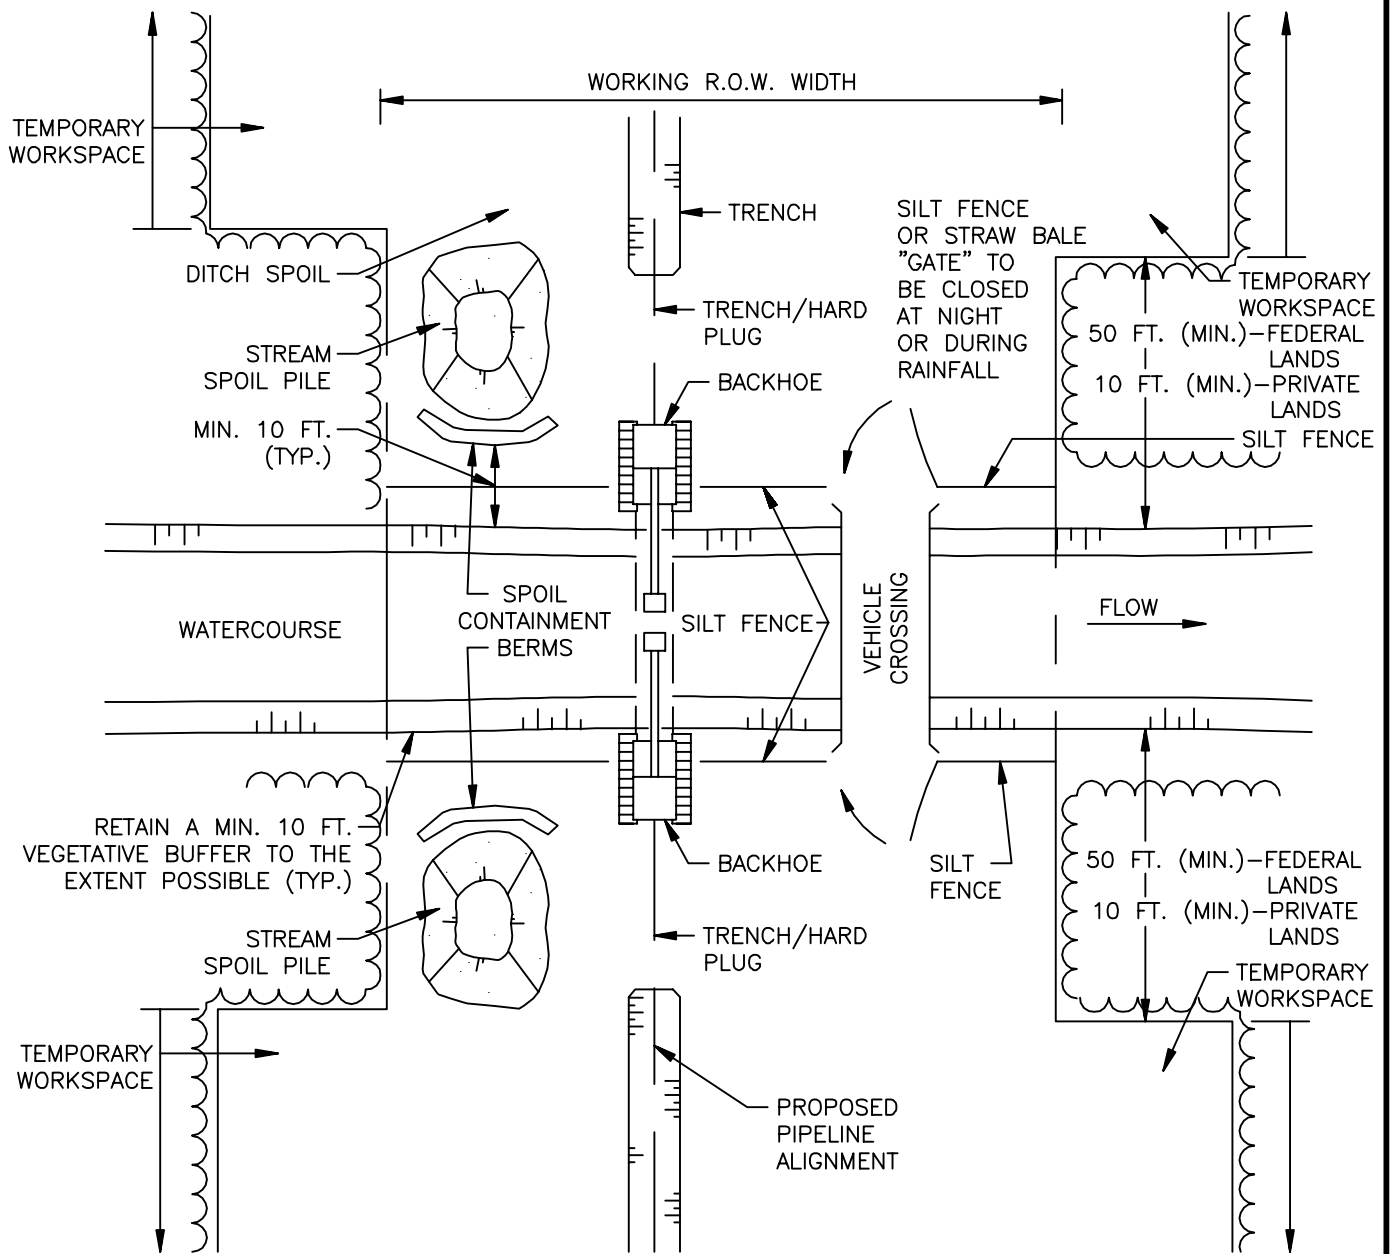 WORKING R.O.W. WIDTH
TEMPORARY
WORKSPACE
TRENCH
SILT FENCE
OR STRAW BALE
"GATE" TO
BE CLOSED
AT NIGHT
OR DURING
RAINFALL
DITCH SPOIL
TEMPORARY
WORKSPACE
TRENCH/HARD
PLUG
50 FT. (MIN.)-FEDERAL
LANDS
10 FT. (MIN.)-PRIVATE
LANDS
STREAM
SPOIL PILE
BACKHOE
MIN. 10 FT.
(TYP.)
SILT FENCE
SPOIL
CONTAINMENT
BERMS
WATERCOURSE
SILT FENCE
VEHICLE
CROSSING
FLOW
RETAIN A MIN. 10 FT.
VEGETATIVE BUFFER TO THE
EXTENT POSSIBLE (TYP.)
BACKHOE
SILT
FENCE
50 FT. (MIN.)-FEDERAL
LANDS
10 FT. (MIN.)-PRIVATE
LANDS
STREAM
SPOIL PILE
TRENCH/HARD
PLUG
TEMPORARY
WORKSPACE
TEMPORARY
WORKSPACE
PROPOSED
PIPELINE
ALIGNMENT